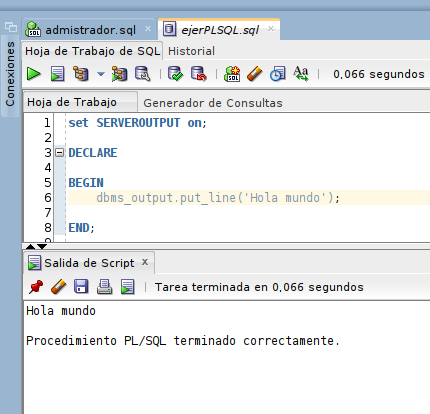 admistrador.sql
ejerPLSQL.sql
Conexiones
Hoja de Trabajo de SQL Historial
SQL 0,066 segundos
Hoja de Trabajo Generador de Consultas
1 set SERVEROUTPUT on;
2
3 DECLARE
4
5 BEGIN
6 dbms_output.put_line('Hola mundo');
7
8 END;
Salida de Script x
Tarea terminada en 0,066 segundos
Hola mundo
Procedimiento PL/SQL terminado correctamente.